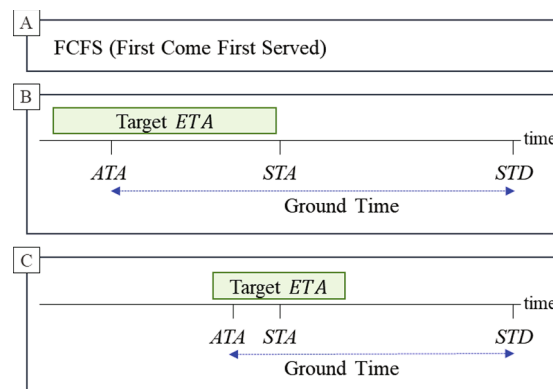 A
FCFS (First Come First Served)
B
Target ETA
time
ATA STA STD
Ground Time
C
Target ETA
time
ATA STA STD
Ground Time